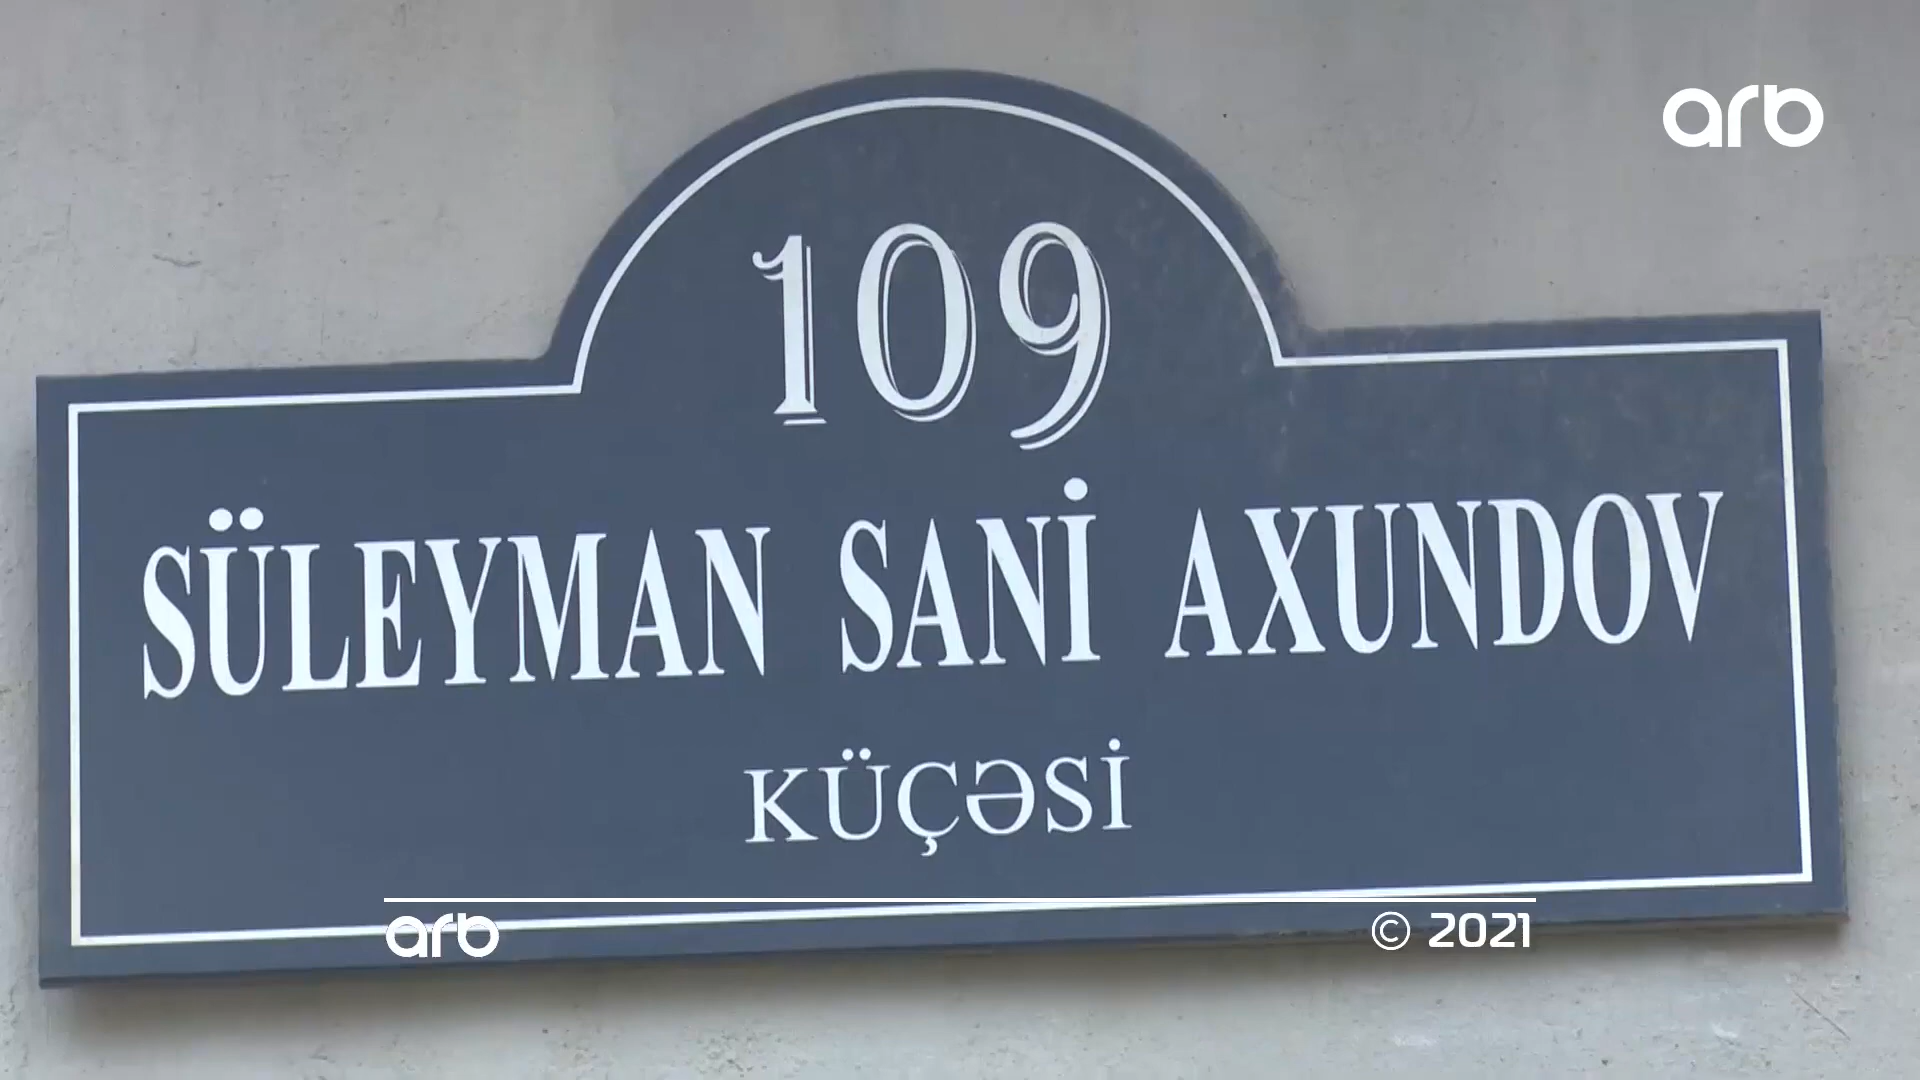 arb
109
SÜLEYMAN SANİ AXUNDOV
KÜÇƏSİ
arb © 2021